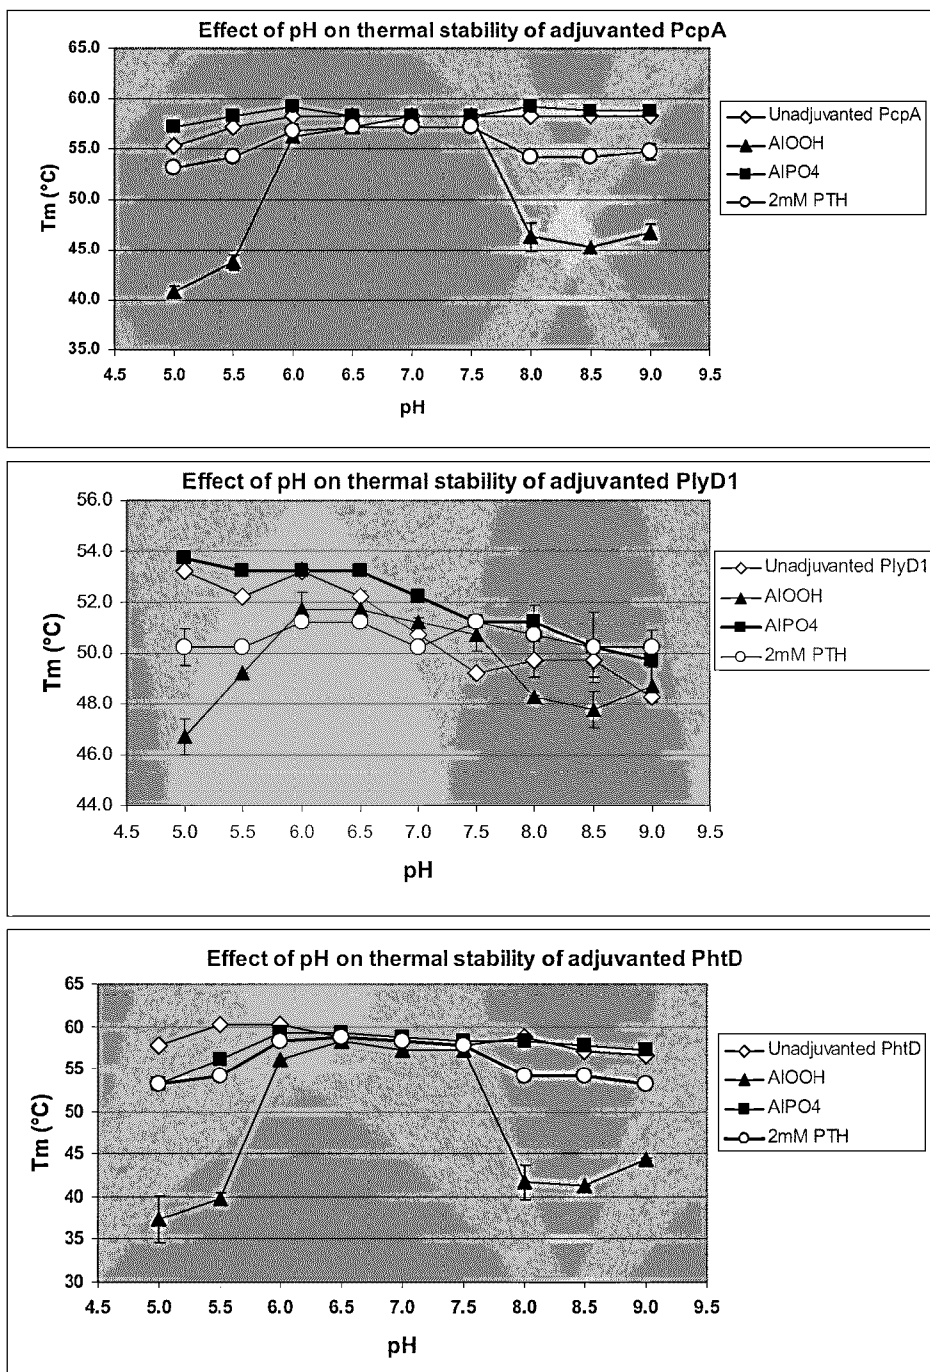 Effect of pH on thermal stability of adjuvanted PcpA
65.0
60.0
55.0
50.0
45.0
40.0
35.0
Tm (°C)
4.5 5.0 5.5 6.0 6.5 7.0 7.5 8.0 8.5 9.0 9.5
pH
Unadjuvanted PcpA
AlOOH
AlPO4
2mM PTH
Effect of pH on thermal stability of adjuvanted PlyD1
56.0
54.0
52.0
50.0
48.0
46.0
44.0
Tm (°C)
4.5 5.0 5.5 6.0 6.5 7.0 7.5 8.0 8.5 9.0 9.5
pH
Unadjuvanted PlyD1
AlOOH
AlPO4
2mM PTH
Effect of pH on thermal stability of adjuvanted PhtD
65
60
55
50
45
40
35
30
Tm (°C)
4.5 5.0 5.5 6.0 6.5 7.0 7.5 8.0 8.5 9.0 9.5
pH
Unadjuvanted PhtD
AlOOH
AlPO4
2mM PTH